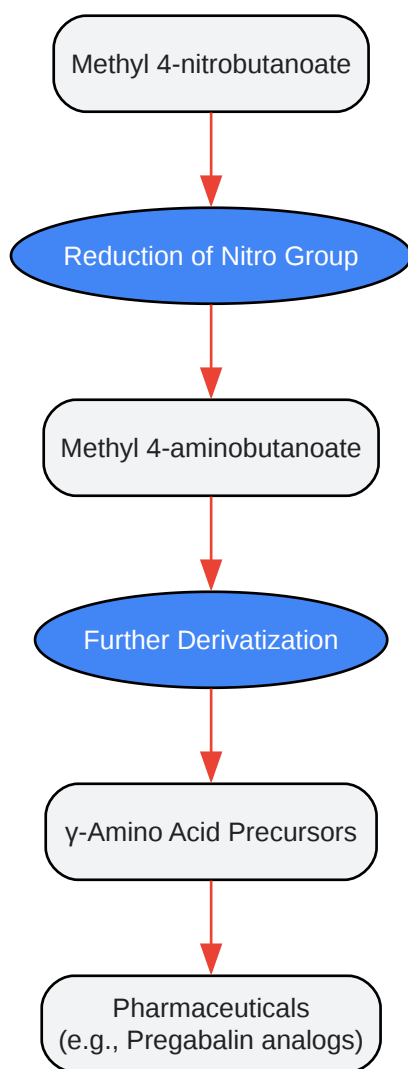 Methyl 4-nitrobutanoate
Reduction of Nitro Group
Methyl 4-aminobutanoate
Further Derivatization
γ-Amino Acid Precursors
Pharmaceuticals
(e.g., Pregabalin analogs)